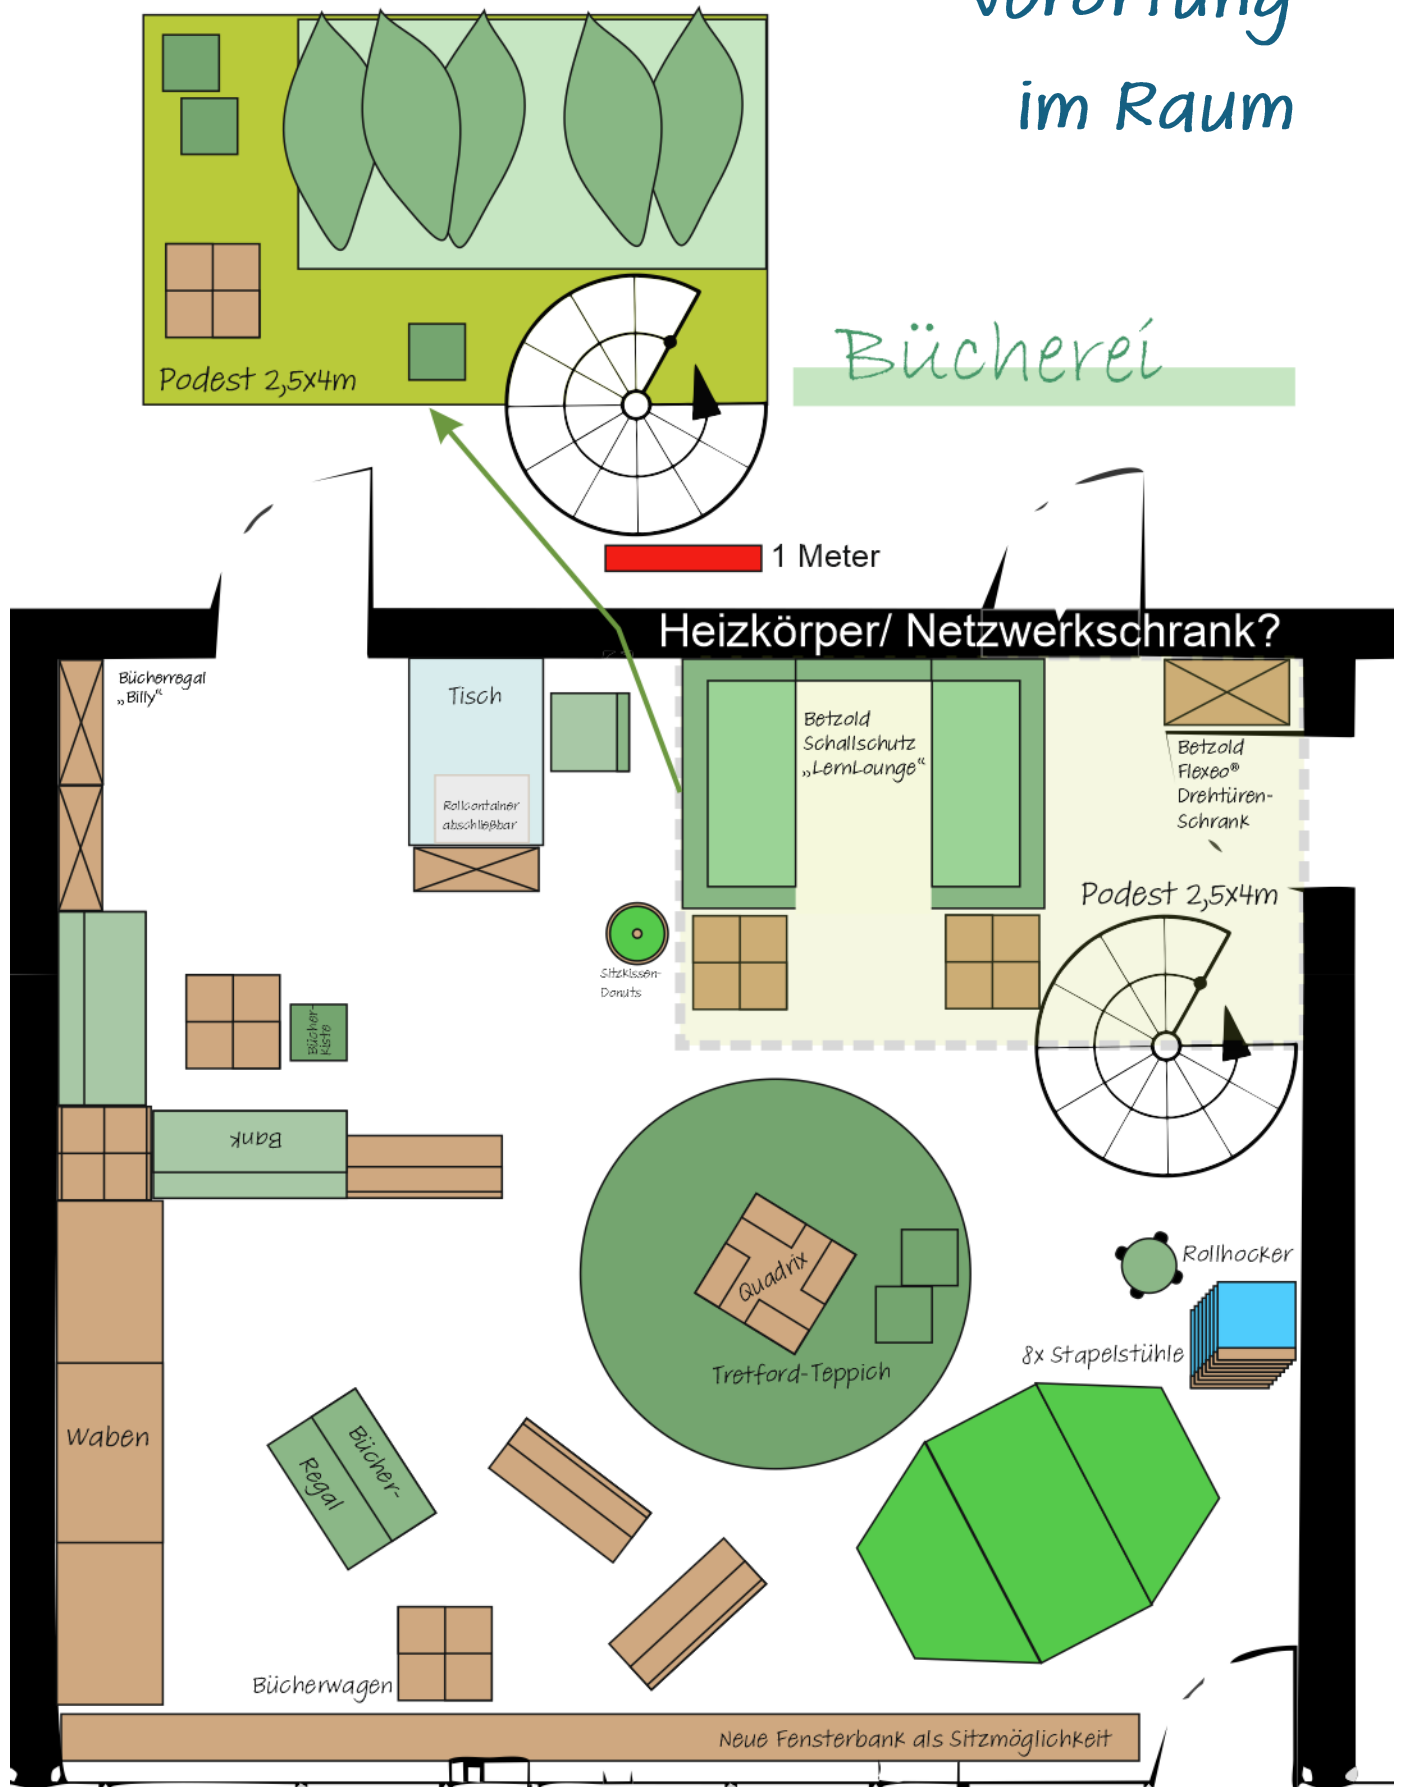 Verortung
im Raum
Bücherei
Podest 2,5x4m
1 Meter
Heizkörper/ Netzwerkschrank?
Bücherregal
„Billy“
Tisch
Rollcontainer
abschließbar
Betzold
Schallschutz
„LernLounge“
Betzold
Flexeo®
Drehtüren-
Schrank
Podest 2,5x4m
Sitzkissen-
Donuts
Bücher-
Kiste
Bank
Quadrix
Tretford-Teppich
Rollhocker
8x Stapelstühle
Waben
Bücher-
Regal
Bücherwagen
Neue Fensterbank als Sitzmöglichkeit